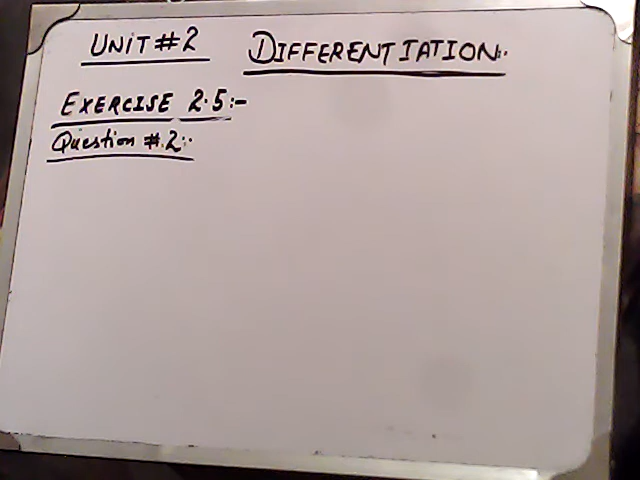 UNIT #2 DIFFERENTIATION:
EXERCISE 2.5:-
Question #.2: